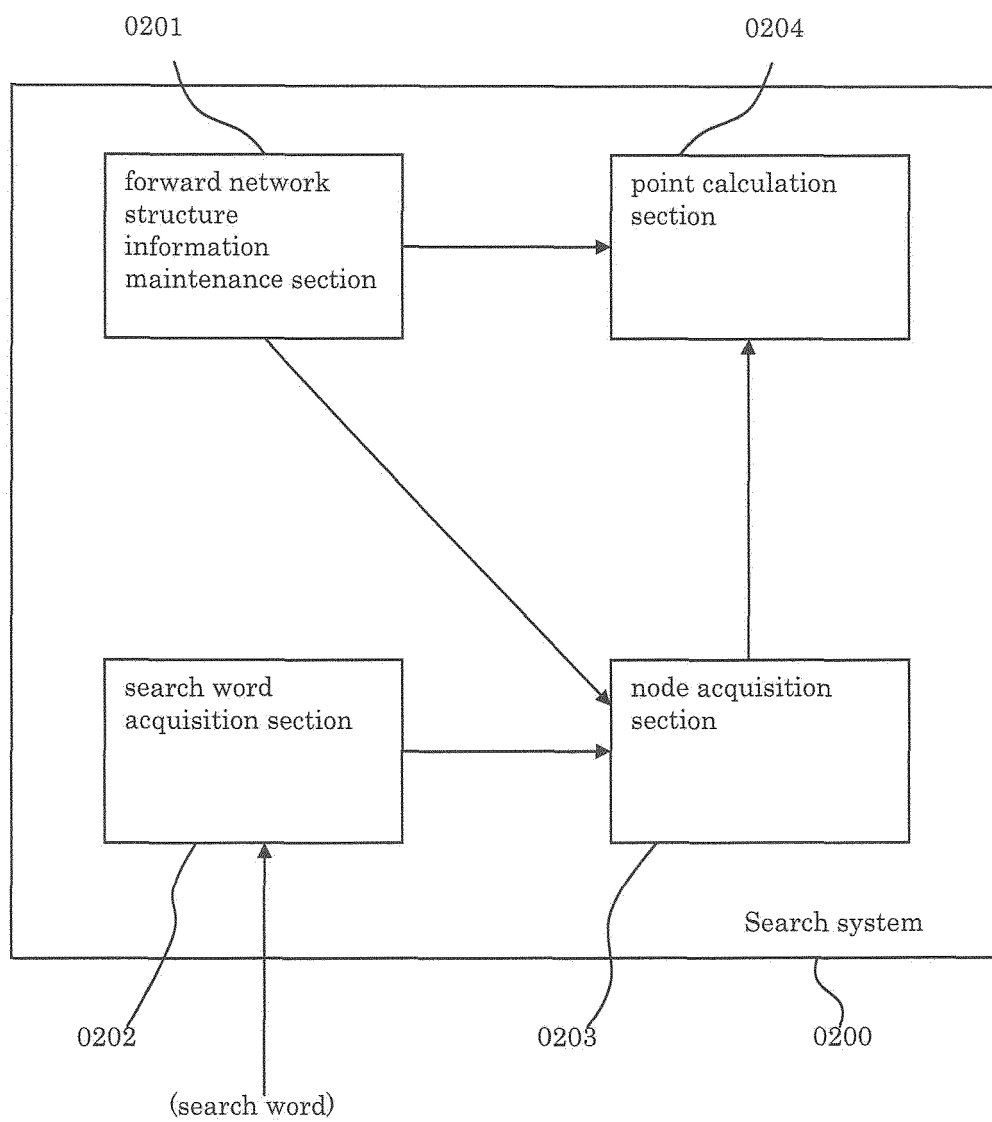 0201
0204
forward network
structure
information
maintenance section
point calculation
section
search word
acquisition section
node acquisition
section
Search system
0202
0203
0200
(search word)